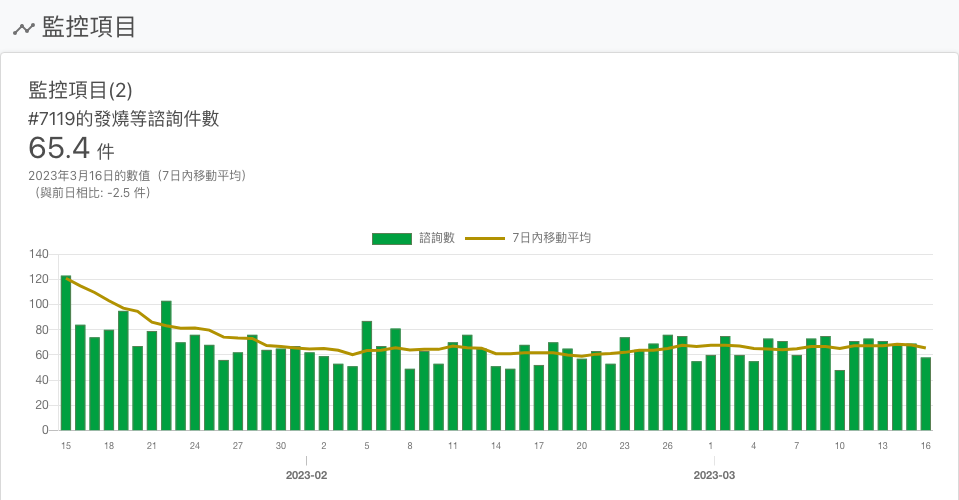 監控項目
監控項目(2)
#7119的發燒等諮詢件數
65.4 件
2023年3月16日的數值（7日內移動平均）
（與前日相比: -2.5 件）
諮詢數 7日內移動平均
140
120
100
80
60
40
20
0
15 18 21 24 27 30 2 5 8 11 14 17 20 23 26 1 4 7 10 13 16
2023-02 2023-03